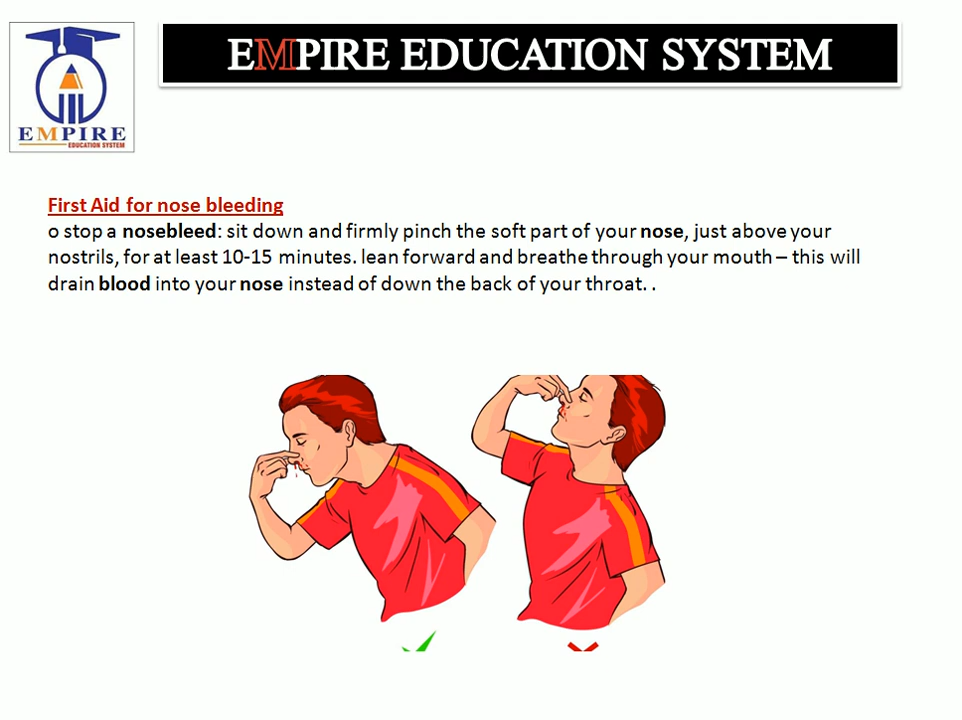 EMPIRE EDUCATION SYSTEM
EMPIRE
EDUCATION SYSTEM
First Aid for nose bleeding
o stop a nosebleed: sit down and firmly pinch the soft part of your nose, just above your
nostrils, for at least 10-15 minutes. lean forward and breathe through your mouth – this will
drain blood into your nose instead of down the back of your throat. .